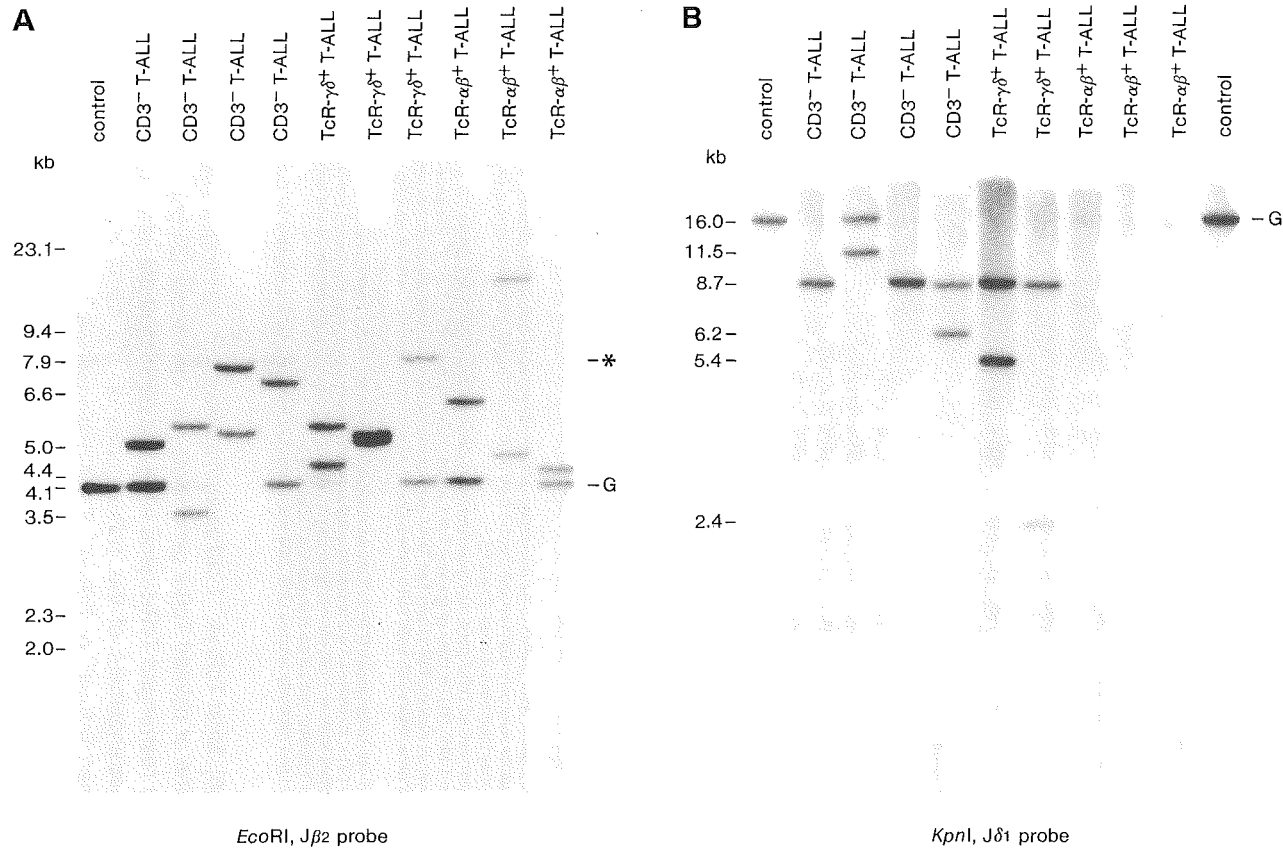 A
control
CD3⁻ T-ALL
CD3⁻ T-ALL
CD3⁻ T-ALL
CD3⁻ T-ALL
TcR-γδ⁺ T-ALL
TcR-γδ⁺ T-ALL
TcR-γδ⁺ T-ALL
TcR-αβ⁺ T-ALL
TcR-αβ⁺ T-ALL
TcR-αβ⁺ T-ALL
kb
23.1–
9.4–
7.9–
6.6–
5.0–
4.4–
4.1–
3.5–
2.3–
2.0–
–*
–G
EcoRI, Jβ2 probe
B
control
CD3⁻ T-ALL
CD3⁻ T-ALL
CD3⁻ T-ALL
CD3⁻ T-ALL
TcR-γδ⁺ T-ALL
TcR-γδ⁺ T-ALL
TcR-αβ⁺ T-ALL
TcR-αβ⁺ T-ALL
TcR-αβ⁺ T-ALL
control
kb
16.0–
11.5–
8.7–
6.2–
5.4–
2.4–
–G
KpnI, Jδ1 probe